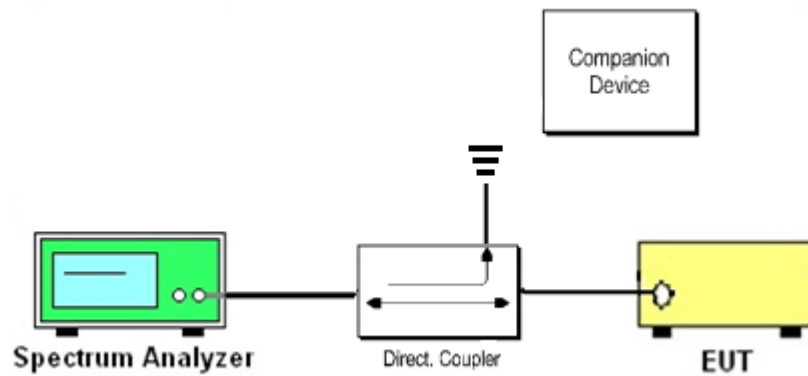 Companion
Device
Spectrum Analyzer
Direct. Coupler
EUT